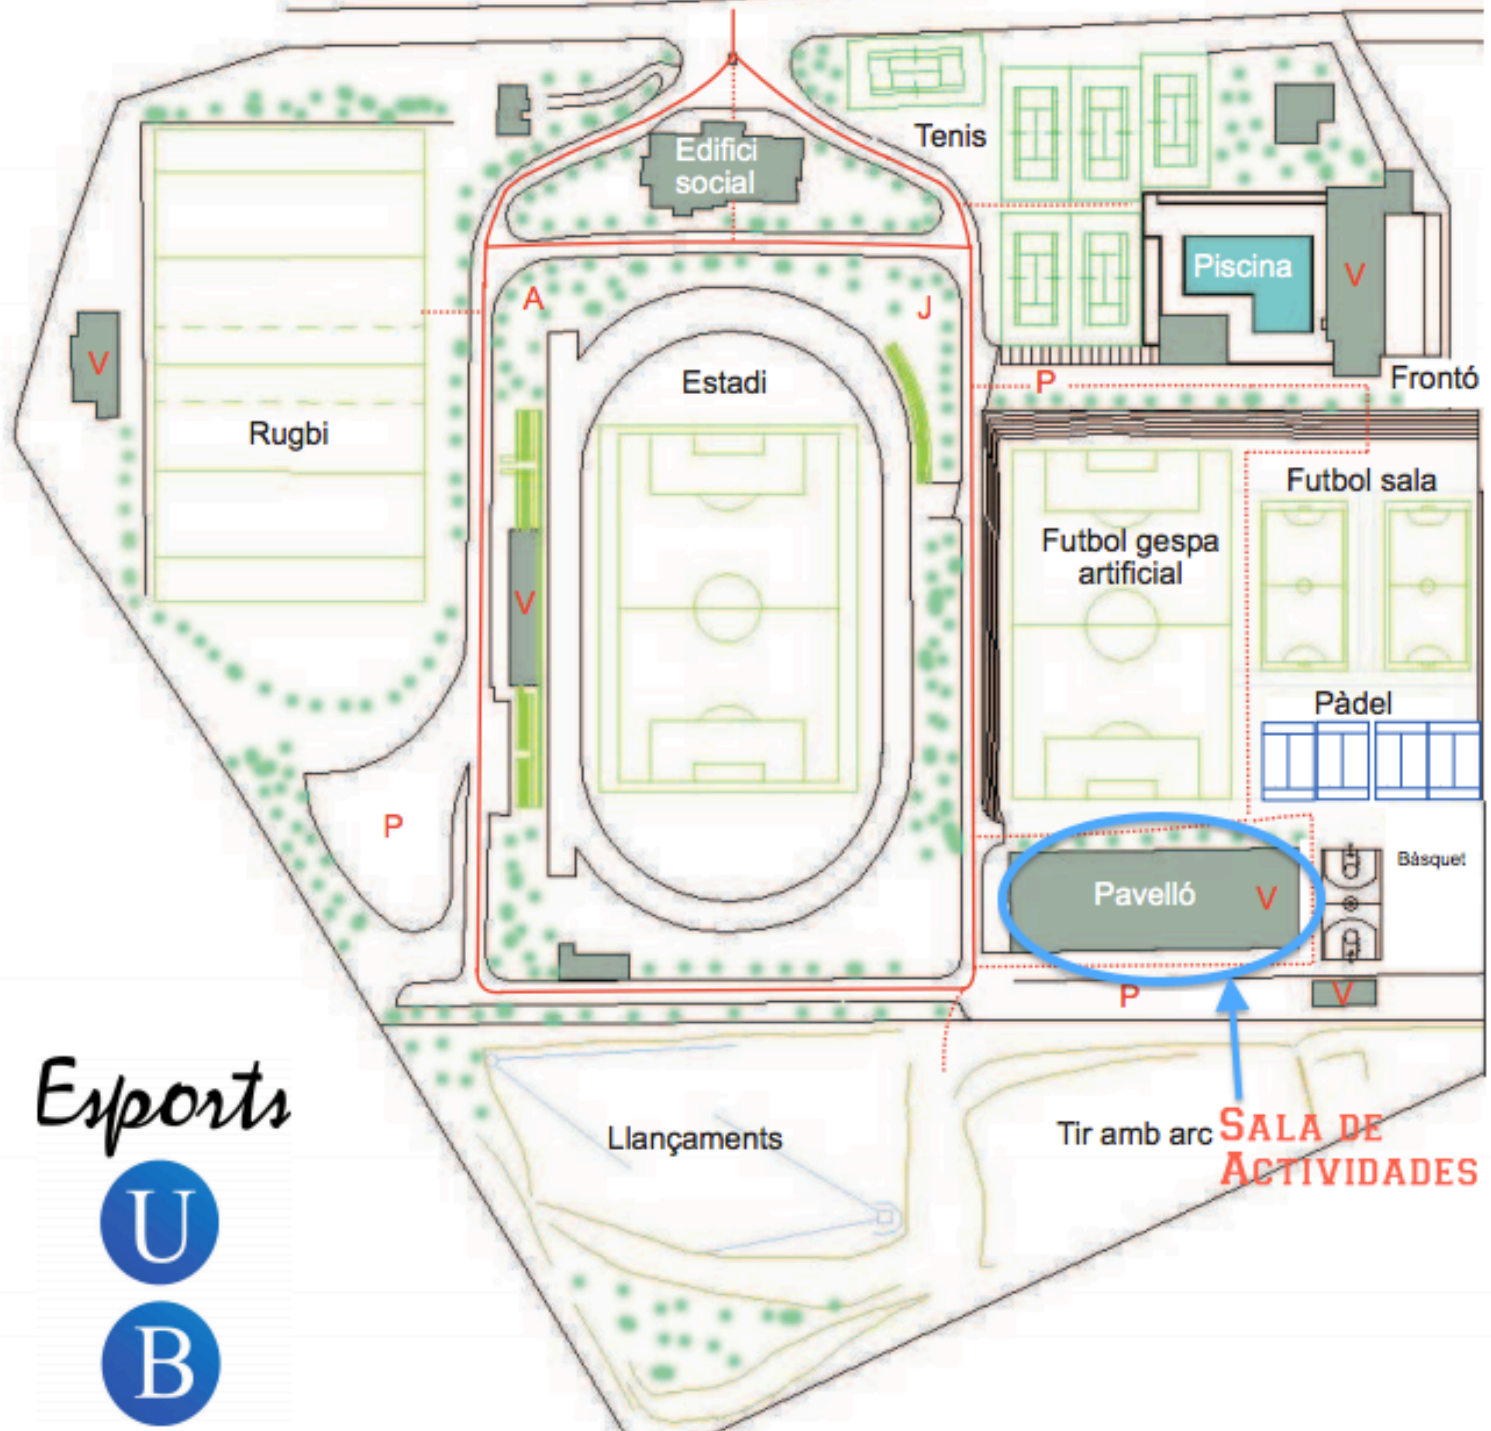 Edifici
social
Tenis
Piscina
V
A
J
V
Estadi
P
Frontó
Rugbi
Futbol sala
Futbol gespa
artificial
V
Pàdel
P
Bàsquet
Pavelló
V
P
V
Esports
Llançaments
Tir amb arc
SALA DE
ACTIVIDADES
U
B